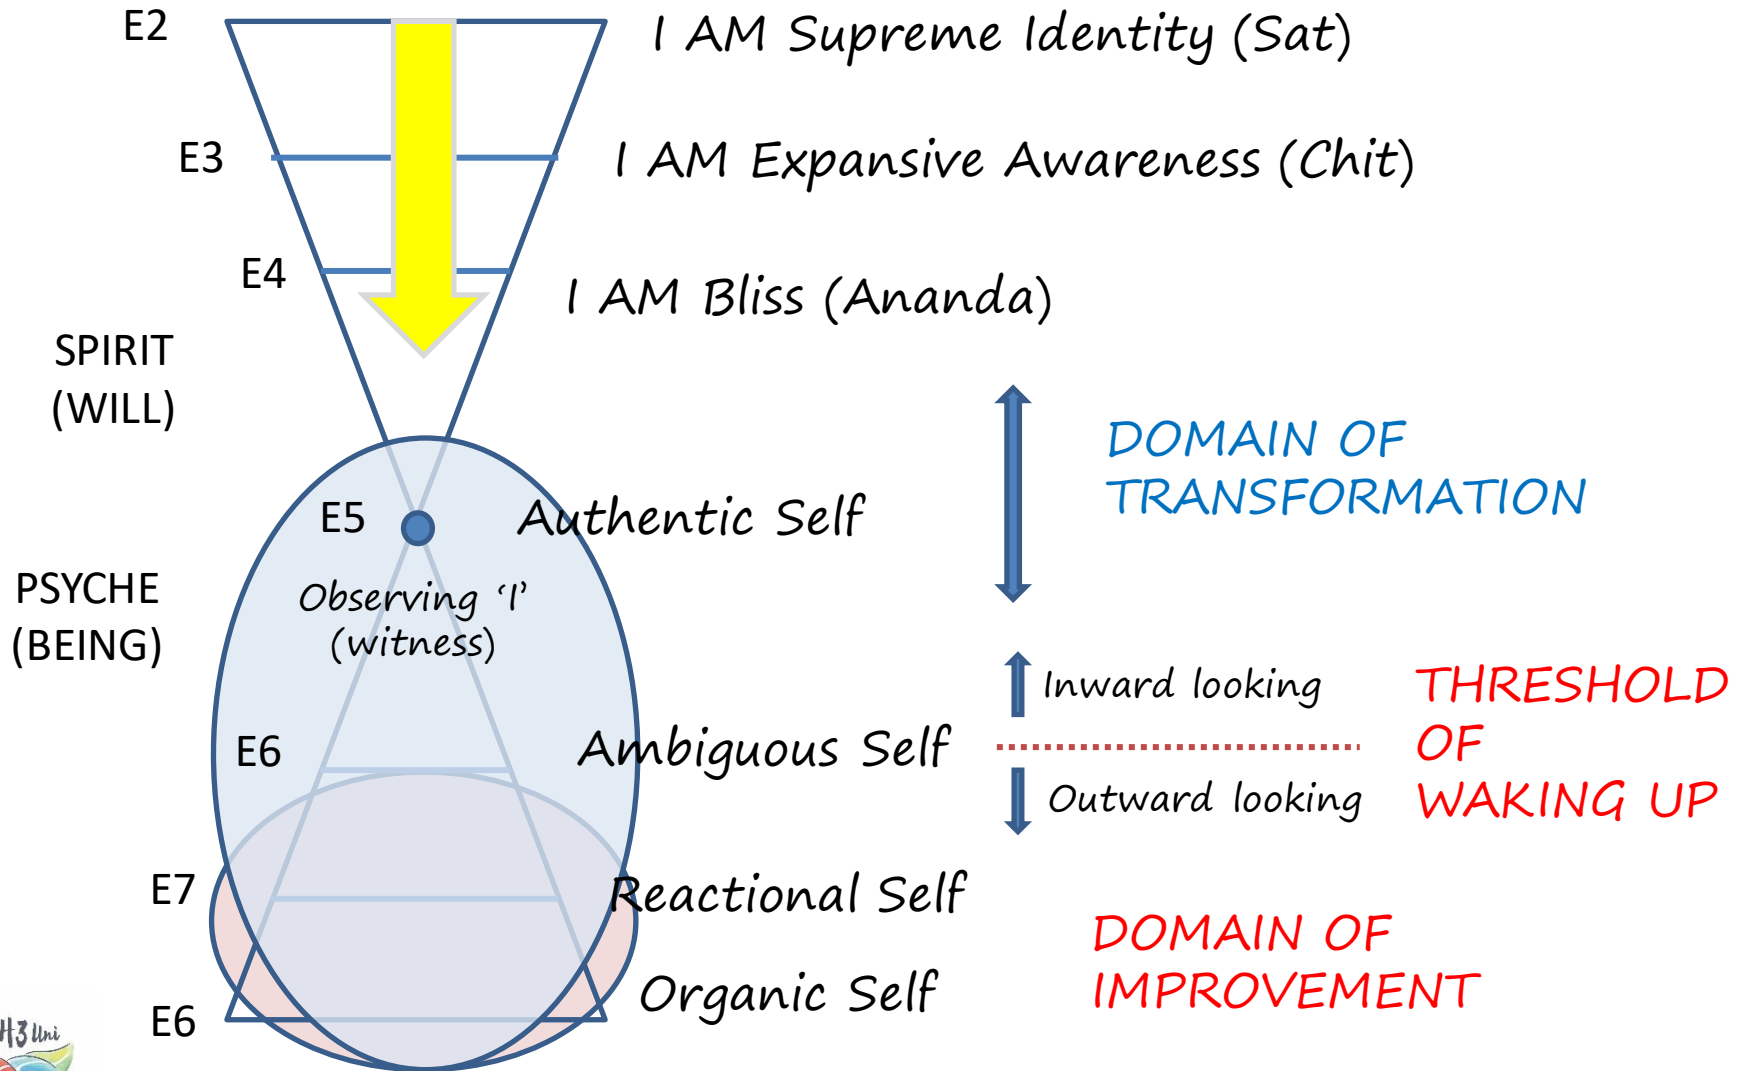 E2
I AM Supreme Identity (Sat)
E3
I AM Expansive Awareness (Chit)
E4
I AM Bliss (Ananda)
SPIRIT
(WILL)
DOMAIN OF
TRANSFORMATION
E5
Authentic Self
PSYCHE
(BEING)
Observing ‘I’
(witness)
Inward looking
THRESHOLD
OF
WAKING UP
E6
Ambiguous Self
Outward looking
E7
Reactional Self
DOMAIN OF
IMPROVEMENT
E6
Organic Self
H3Uni